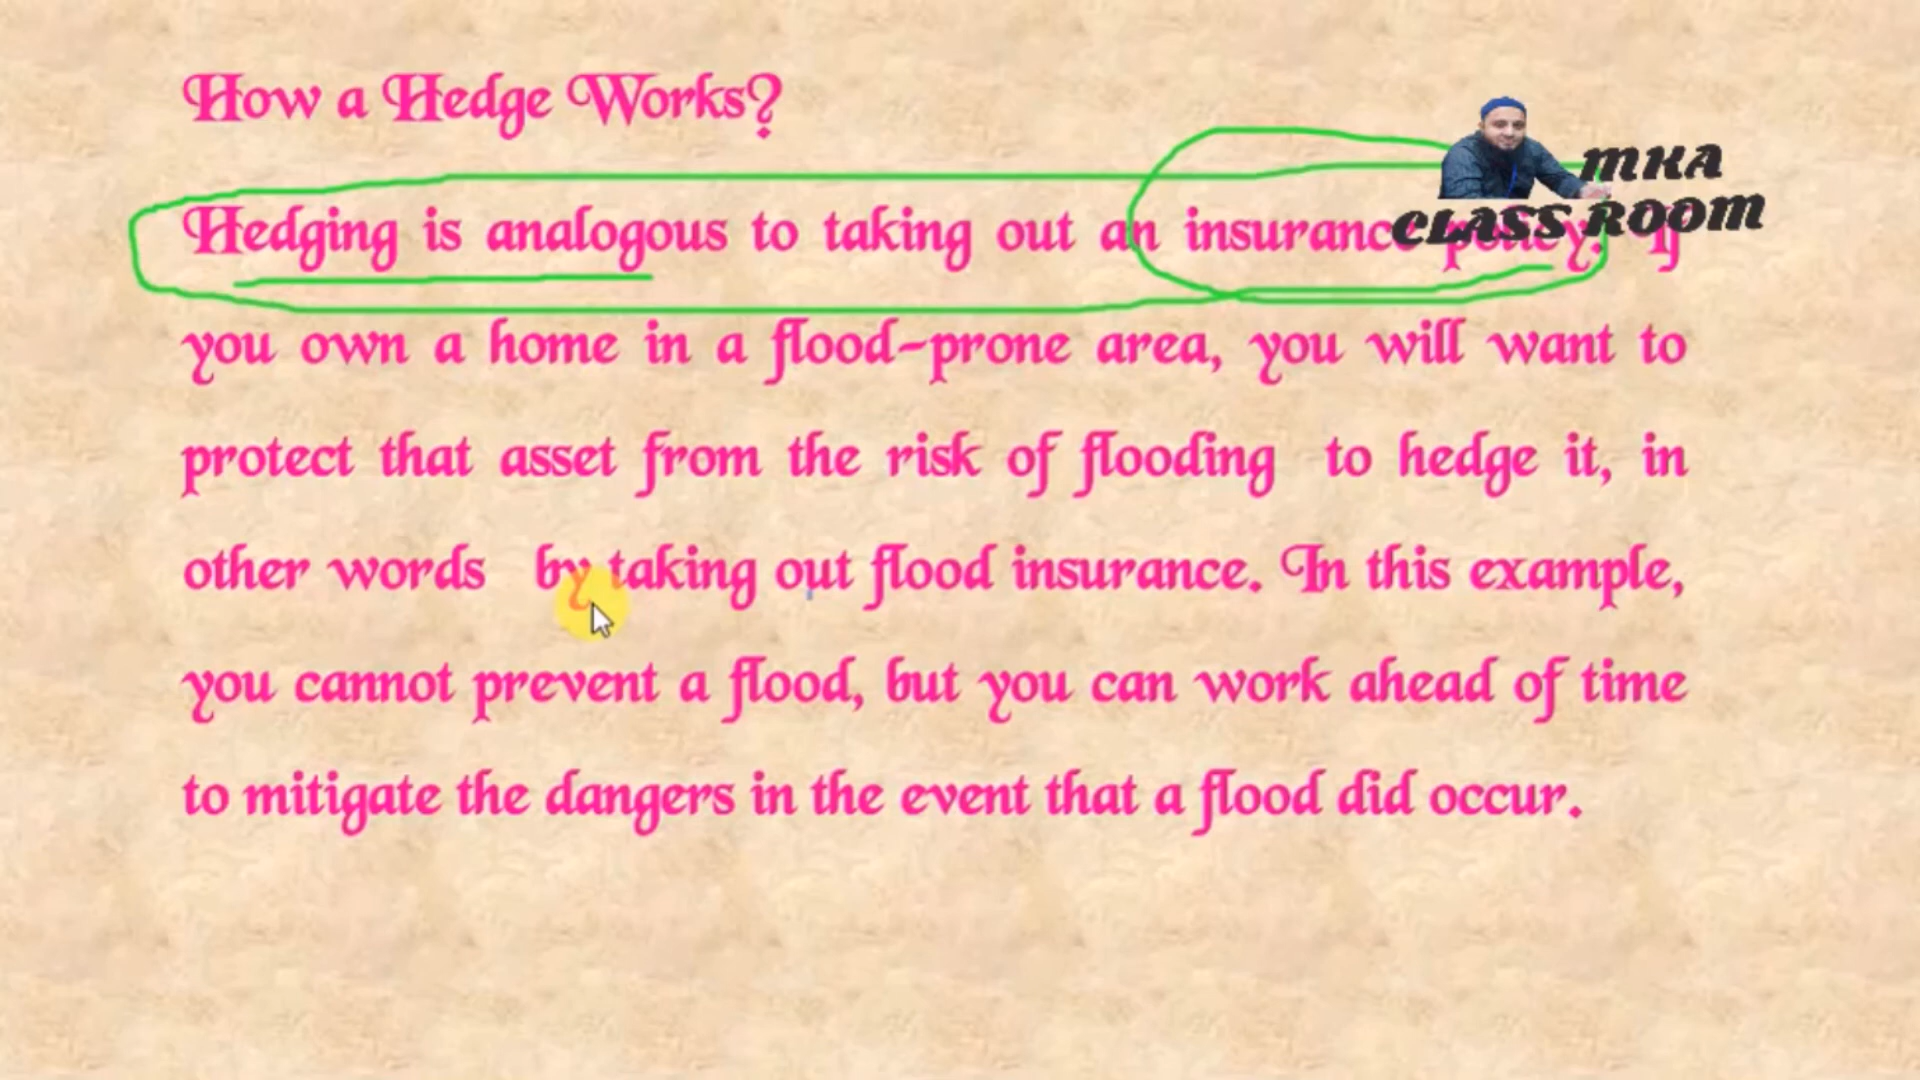 How a Hedge Works?
MKA
CLASS ROOM
Hedging is analogous to taking out an insurance policy. If
you own a home in a flood-prone area, you will want to
protect that asset from the risk of flooding to hedge it, in
other words by taking out flood insurance. In this example,
you cannot prevent a flood, but you can work ahead of time
to mitigate the dangers in the event that a flood did occur.